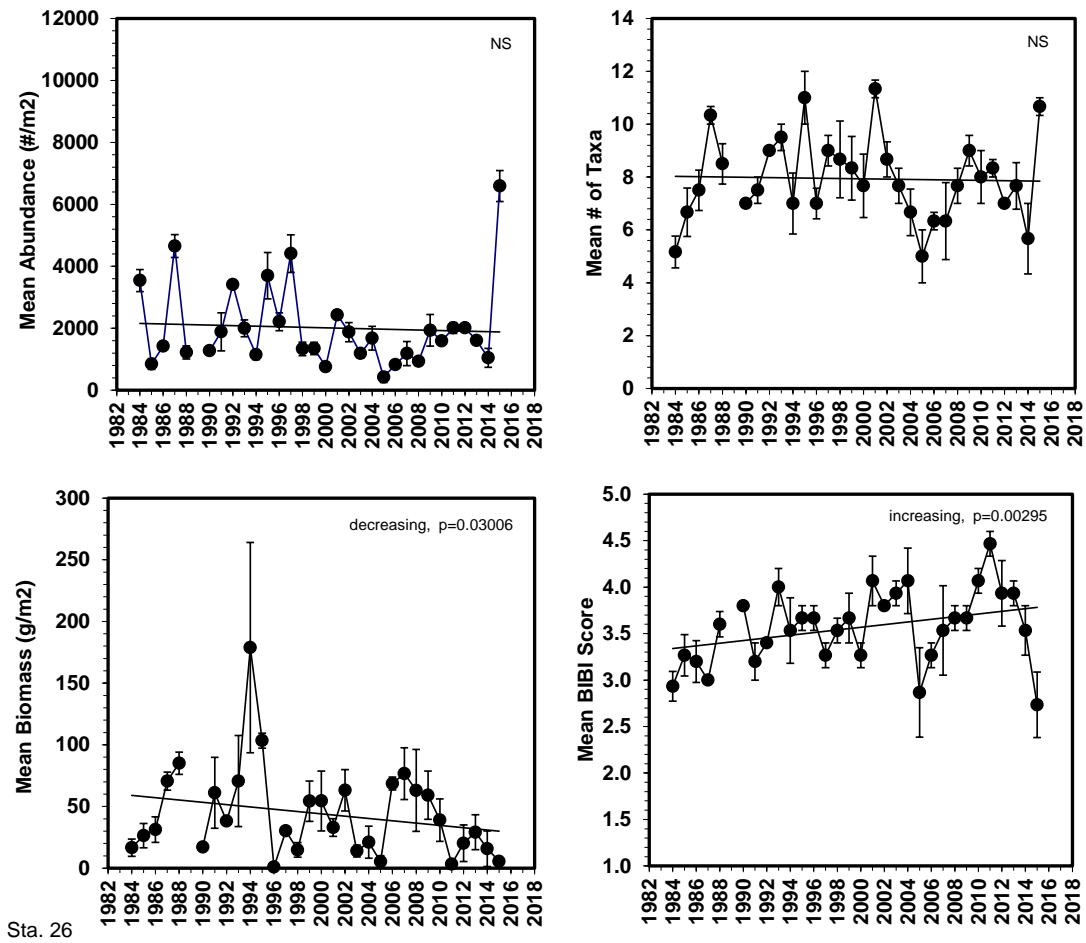 12000
10000
8000
6000
4000
2000
0
Mean Abundance (#/m2)
NS
1982 1984 1986 1988 1990 1992 1994 1996 1998 2000 2002 2004 2006 2008 2010 2012 2014 2016 2018
14
12
10
8
6
4
2
0
Mean # of Taxa
NS
1982 1984 1986 1988 1990 1992 1994 1996 1998 2000 2002 2004 2006 2008 2010 2012 2014 2016 2018
300
250
200
150
100
50
0
Mean Biomass (g/m2)
decreasing, p=0.03006
1982 1984 1986 1988 1990 1992 1994 1996 1998 2000 2002 2004 2006 2008 2010 2012 2014 2016 2018
5.0
4.5
4.0
3.5
3.0
2.5
2.0
1.5
1.0
Mean BIBI Score
increasing, p=0.00295
1982 1984 1986 1988 1990 1992 1994 1996 1998 2000 2002 2004 2006 2008 2010 2012 2014 2016 2018
Sta. 26